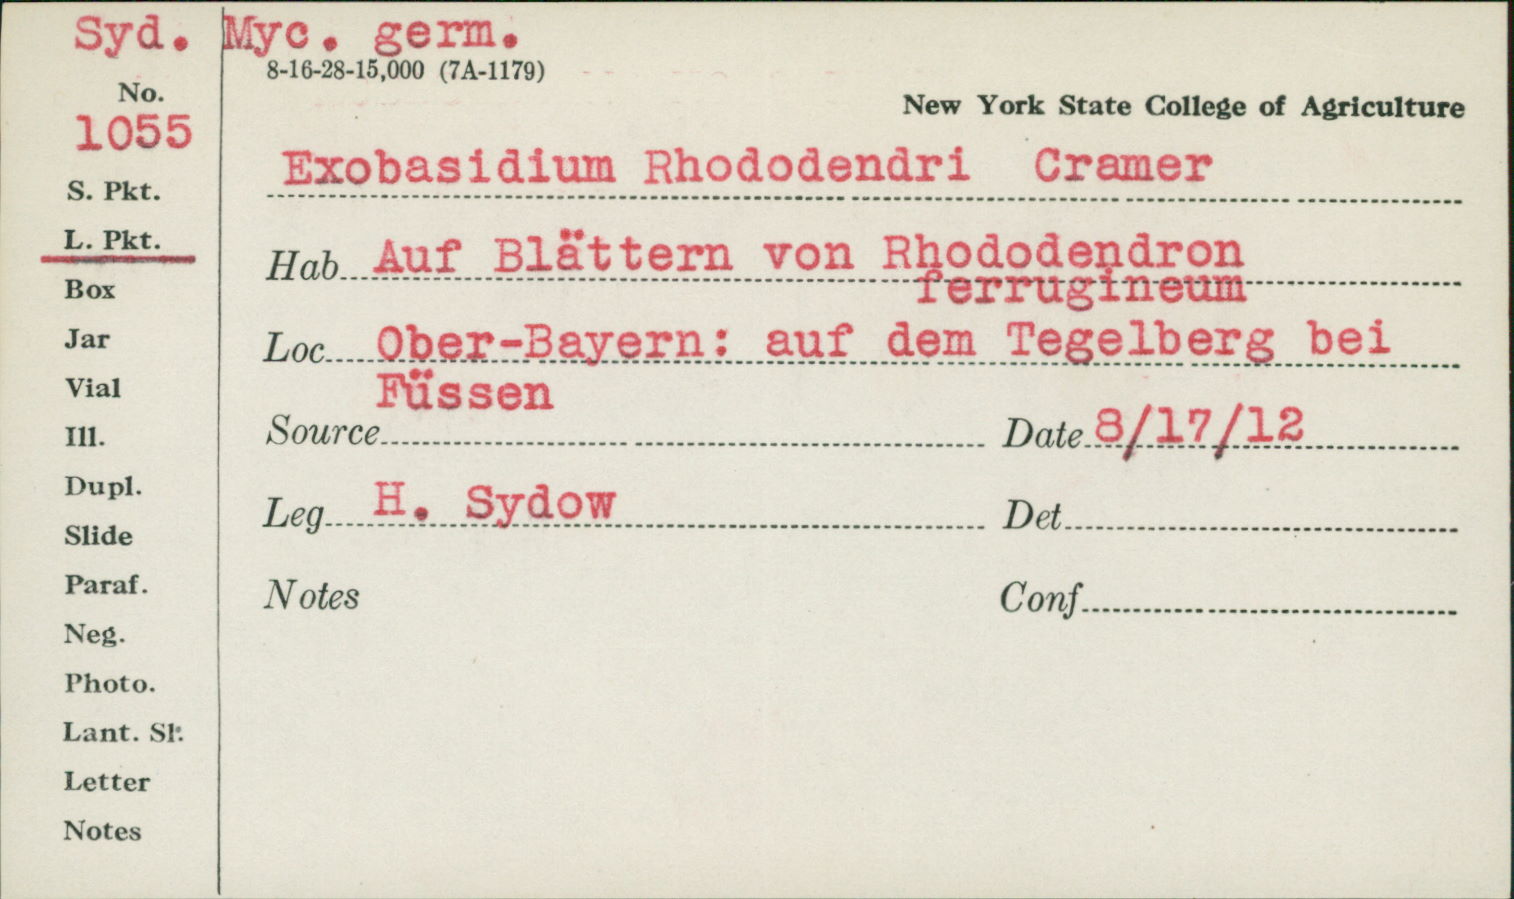 Syd. Myc. germ.
8-16-28-15,000 (7A-1179)
No.
1055
New York State College of Agriculture
Exobasidium Rhododendri Cramer
S. Pkt.
L. Pkt.
Hab Auf Blättern von Rhododendron
ferrugineum
Box
Jar
Loc Ober-Bayern: auf dem Tegelberg bei
Füssen
Vial
Ill.
Source Date 8/17/12
Dupl.
Leg H. Sydow Det
Slide
Paraf.
Notes Conf
Neg.
Photo.
Lant. Sl.
Letter
Notes